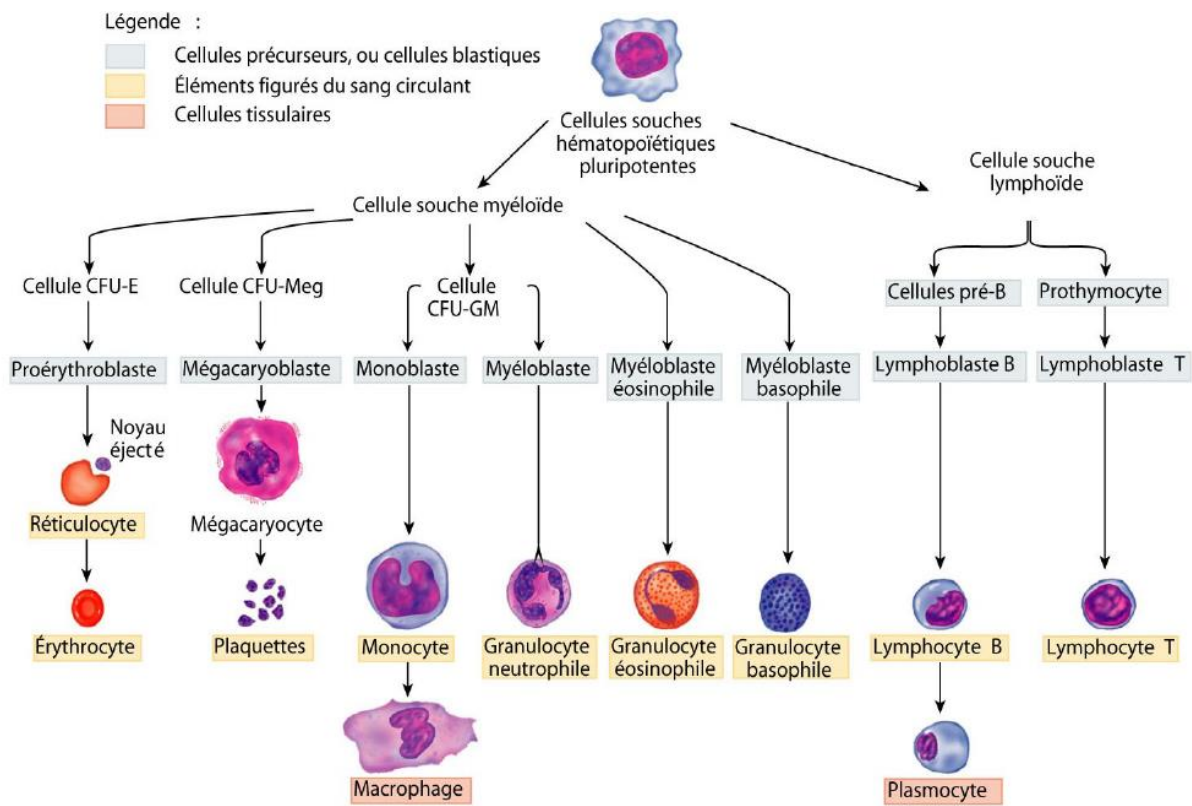 Légende :
Cellules précurseurs, ou cellules blastiques
Éléments figurés du sang circulant
Cellules tissulaires
Cellules souches
hématopoïétiques
pluripotentes
Cellule souche
lymphoïde
Cellule souche myéloïde
Cellule CFU-E
Cellule CFU-Meg
Cellule
CFU-GM
Cellules pré-B
Prothymocyte
Proérythroblaste
Mégacaryoblaste
Monoblaste
Myéloblaste
Myéloblaste
éosinophile
Myéloblaste
basophile
Lymphoblaste B
Lymphoblaste T
Noyau
éjecté
Réticulocyte
Mégacaryocyte
Érythrocyte
Plaquettes
Monocyte
Granulocyte
neutrophile
Granulocyte
éosinophile
Granulocyte
basophile
Lymphocyte B
Lymphocyte T
Macrophage
Plasmocyte